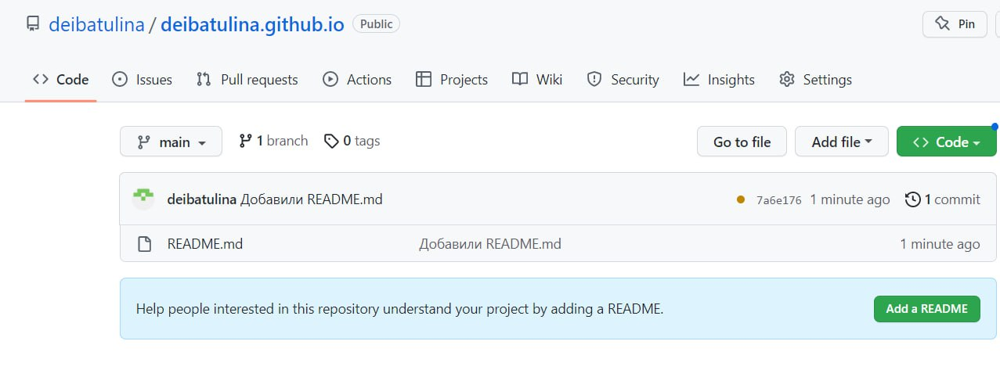 deibatulina / deibatulina.github.io Public Pin
Code Issues Pull requests Actions Projects Wiki Security Insights Settings
main 1 branch 0 tags Go to file Add file Code
deibatulina Добавили README.md 7a6e176 1 minute ago 1 commit
README.md Добавили README.md 1 minute ago
Help people interested in this repository understand your project by adding a README. Add a README